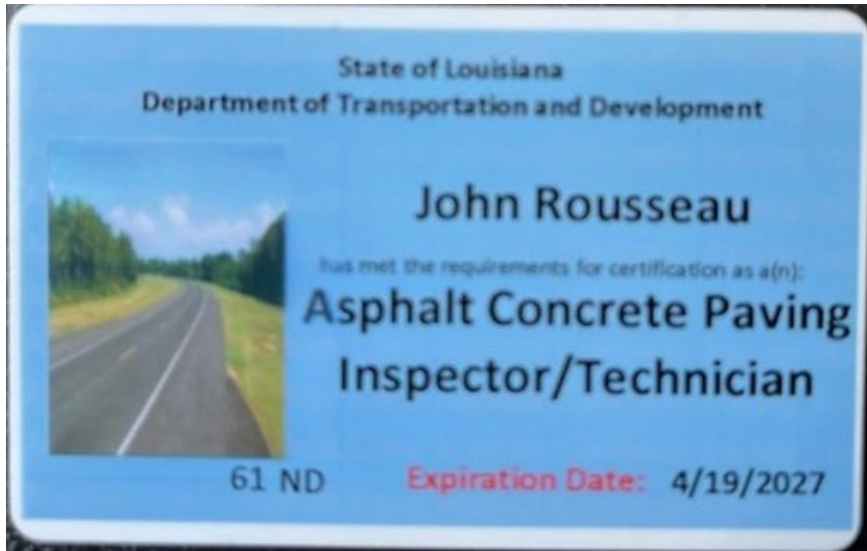 State of Louisiana
Department of Transportation and Development
John Rousseau
has met the requirements for certification as a(n):
Asphalt Concrete Paving
Inspector/Technician
61 ND Expiration Date: 4/19/2027